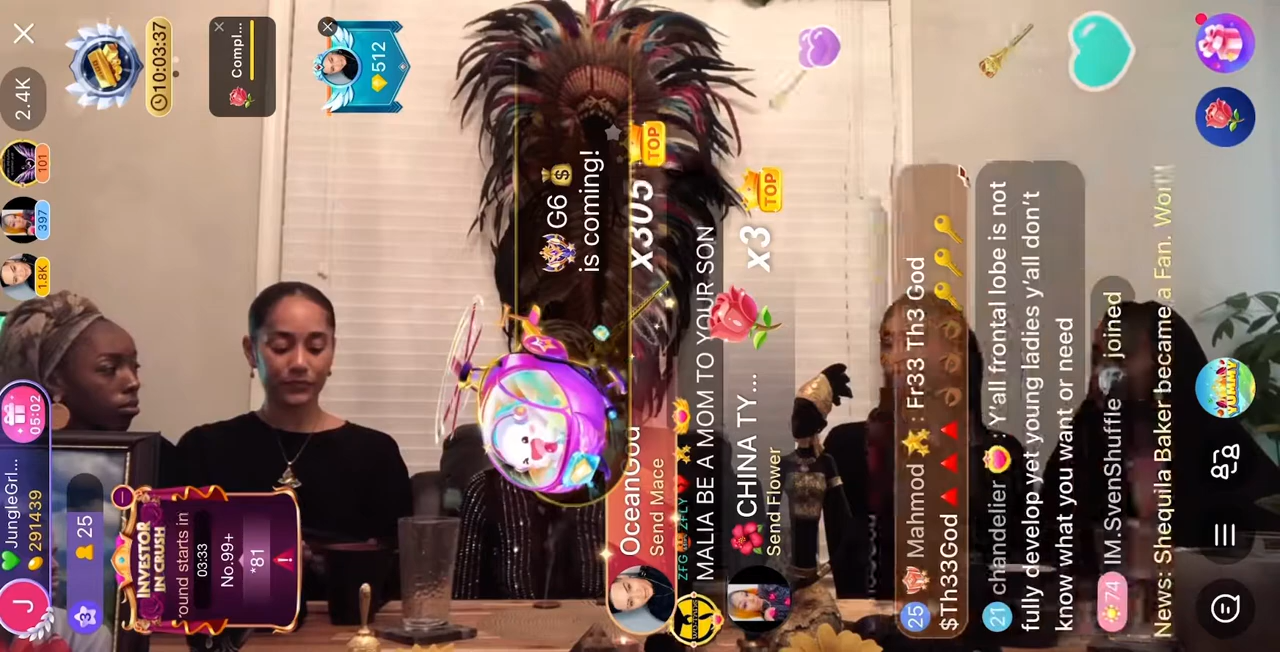 JungleGrl...
291439
05:02
1.8K
397
101
2.4K
25
10:03:37
INVESTOR
IN CRUSH
ound starts in
03:33
No.99+
*81
Compl...
512
G6
is coming!
OceanGod
Send Mace
x305
TOP
ZFG ZFLY
MALIA BE A MOM TO YOUR SON
CHINA TY...
Send Flower
x3
TOP
25 Mahmod : Fr33 Th3 God
$Th33God
21 chandelier : Y'all frontal lobe is not
fully develop yet young ladies y'all don't
know what you want or need
74 IM.SvenShuffle joined
News: Shequila Baker became a Fan. Wor
YUMMY